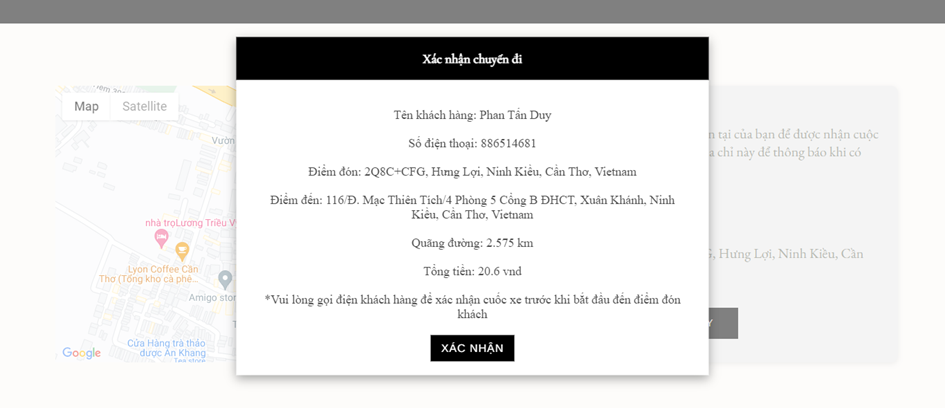 Xác nhận chuyến đi
Tên khách hàng: Phan Tấn Duy
Số điện thoại: 886514681
Điểm đón: 2Q8C+CFG, Hưng Lợi, Ninh Kiều, Cần Thơ, Vietnam
Điểm đến: 116/Đ. Mạc Thiên Tích/4 Phòng 5 Cổng B ĐHCT, Xuân Khánh, Ninh
Kiều, Cần Thơ, Vietnam
Quãng đường: 2.575 km
Tổng tiền: 20.6 vnd
*Vui lòng gọi điện khách hàng để xác nhận cuốc xe trước khi bắt đầu đến điểm đón
khách
XÁC NHẬN
Map Satellite
Vườn
nhà trọ Lương Triều V
Lyon Coffee Cần
Thơ (Tổng kho cà phê...
Amigo stor
Cửa Hàng trà thảo
dược An Khang
Tea store
Google
tại của bạn để được nhận cuộc
chỉ này để thông báo khi có
Hưng Lợi, Ninh Kiều, Cần